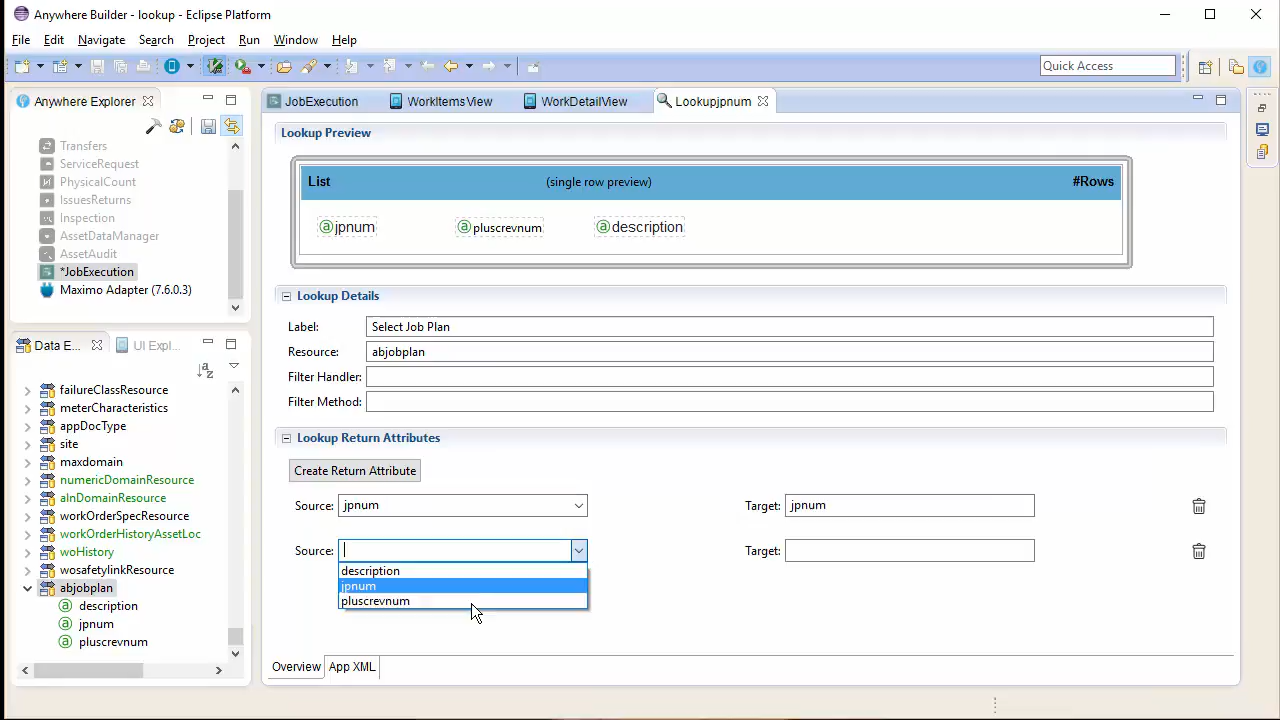 Anywhere Builder - lookup - Eclipse Platform
File Edit Navigate Search Project Run Window Help
Quick Access
Anywhere Explorer
Transfers
ServiceRequest
PhysicalCount
IssuesReturns
Inspection
AssetDataManager
AssetAudit
*JobExecution
Maximo Adapter (7.6.0.3)
Data E... UI Expl...
failureClassResource
meterCharacteristics
appDocType
site
maxdomain
numericDomainResource
alnDomainResource
workOrderSpecResource
workOrderHistoryAssetLoc
woHistory
wosafetylinkResource
abjobplan
description
jpnum
pluscrevnum
JobExecution WorkItemsView WorkDetailView Lookupjpnum
Lookup Preview
List (single row preview) #Rows
jpnum pluscrevnum description
Lookup Details
Label: Select Job Plan
Resource: abjobplan
Filter Handler:
Filter Method:
Lookup Return Attributes
Create Return Attribute
Source: jpnum Target: jpnum
Source: Target:
description
jpnum
pluscrevnum
Overview App XML